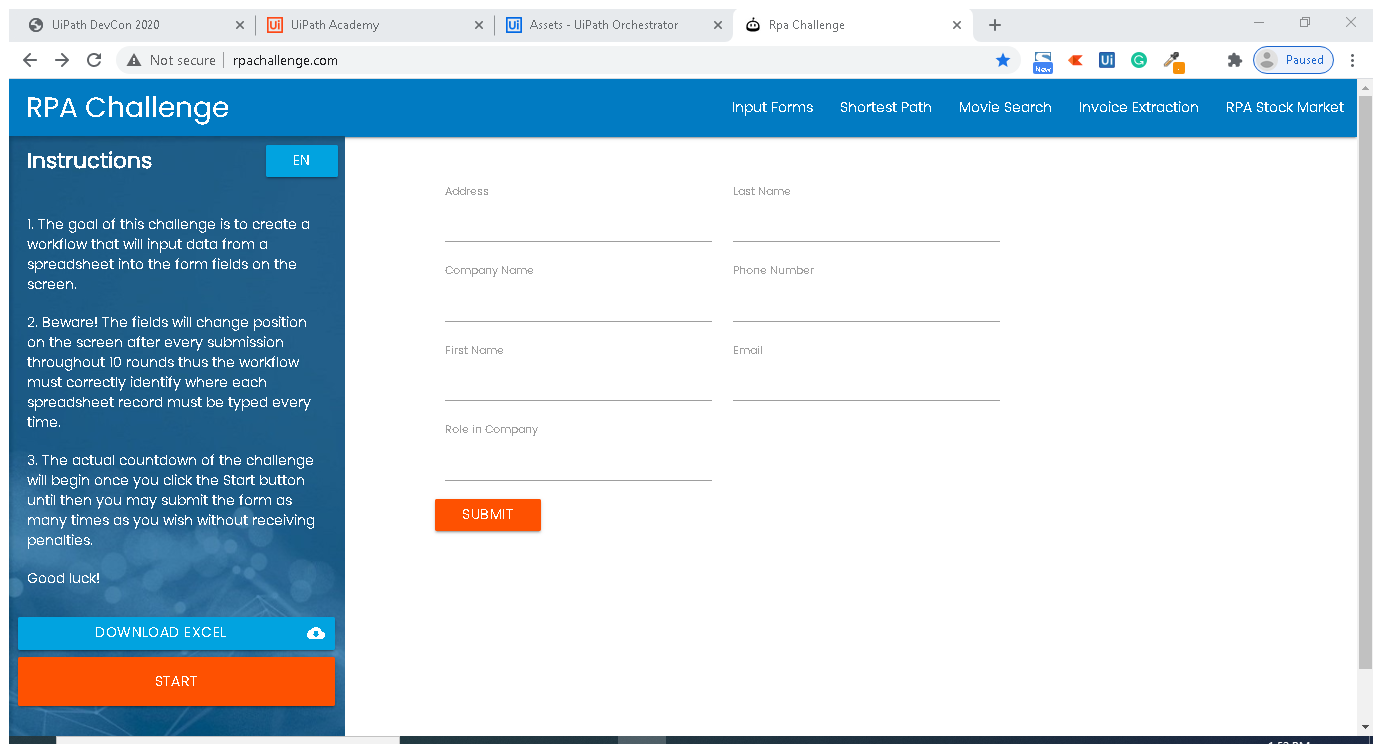 UiPath DevCon 2020
UiPath Academy
Assets - UiPath Orchestrator
Rpa Challenge
Not secure
rpachallenge.com
New
Ui
Paused
RPA Challenge
Input Forms
Shortest Path
Movie Search
Invoice Extraction
RPA Stock Market
Instructions
EN
1. The goal of this challenge is to create a
workflow that will input data from a
spreadsheet into the form fields on the
screen.
2. Beware! The fields will change position
on the screen after every submission
throughout 10 rounds thus the workflow
must correctly identify where each
spreadsheet record must be typed every
time.
3. The actual countdown of the challenge
will begin once you click the Start button
until then you may submit the form as
many times as you wish without receiving
penalties.
Good luck!
DOWNLOAD EXCEL
START
Address
Last Name
Company Name
Phone Number
First Name
Email
Role in Company
SUBMIT